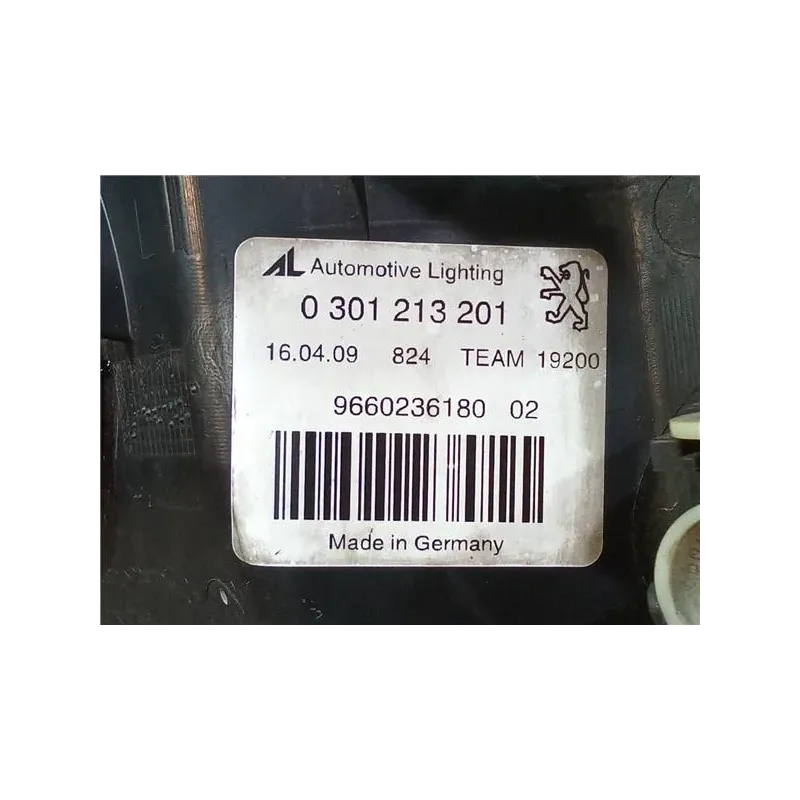 AL Automotive Lighting
0 301 213 201
16.04.09 824 TEAM 19200
9660236180 02
Made in Germany